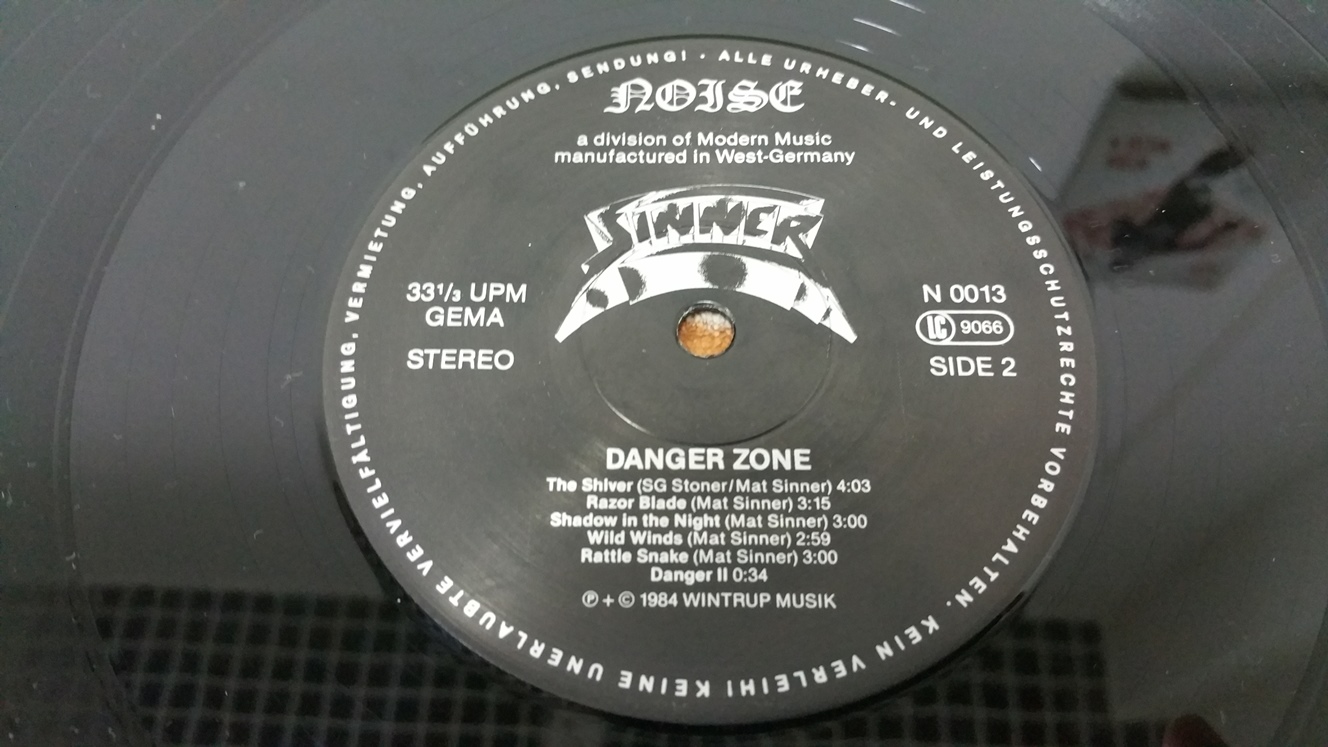 ALLE URHEBER- UND LEISTUNGSSCHUTZRECHTE VORBEHALTEN. KEIN VERLEIH! KEINE UNERLAUBTE VERVIELFÄLTIGUNG, VERMIETUNG, AUFFÜHRUNG, SENDUNG! ·
NOISE
a division of Modern Music
manufactured in West-Germany
SINNER
33 1/3 UPM
GEMA
STEREO
N 0013
LC 9066
SIDE 2
DANGER ZONE
The Shiver (SG Stoner/Mat Sinner) 4:03
Razor Blade (Mat Sinner) 3:15
Shadow in the Night (Mat Sinner) 3:00
Wild Winds (Mat Sinner) 2:59
Rattle Snake (Mat Sinner) 3:00
Danger II 0:34
℗ + © 1984 WINTRUP MUSIK